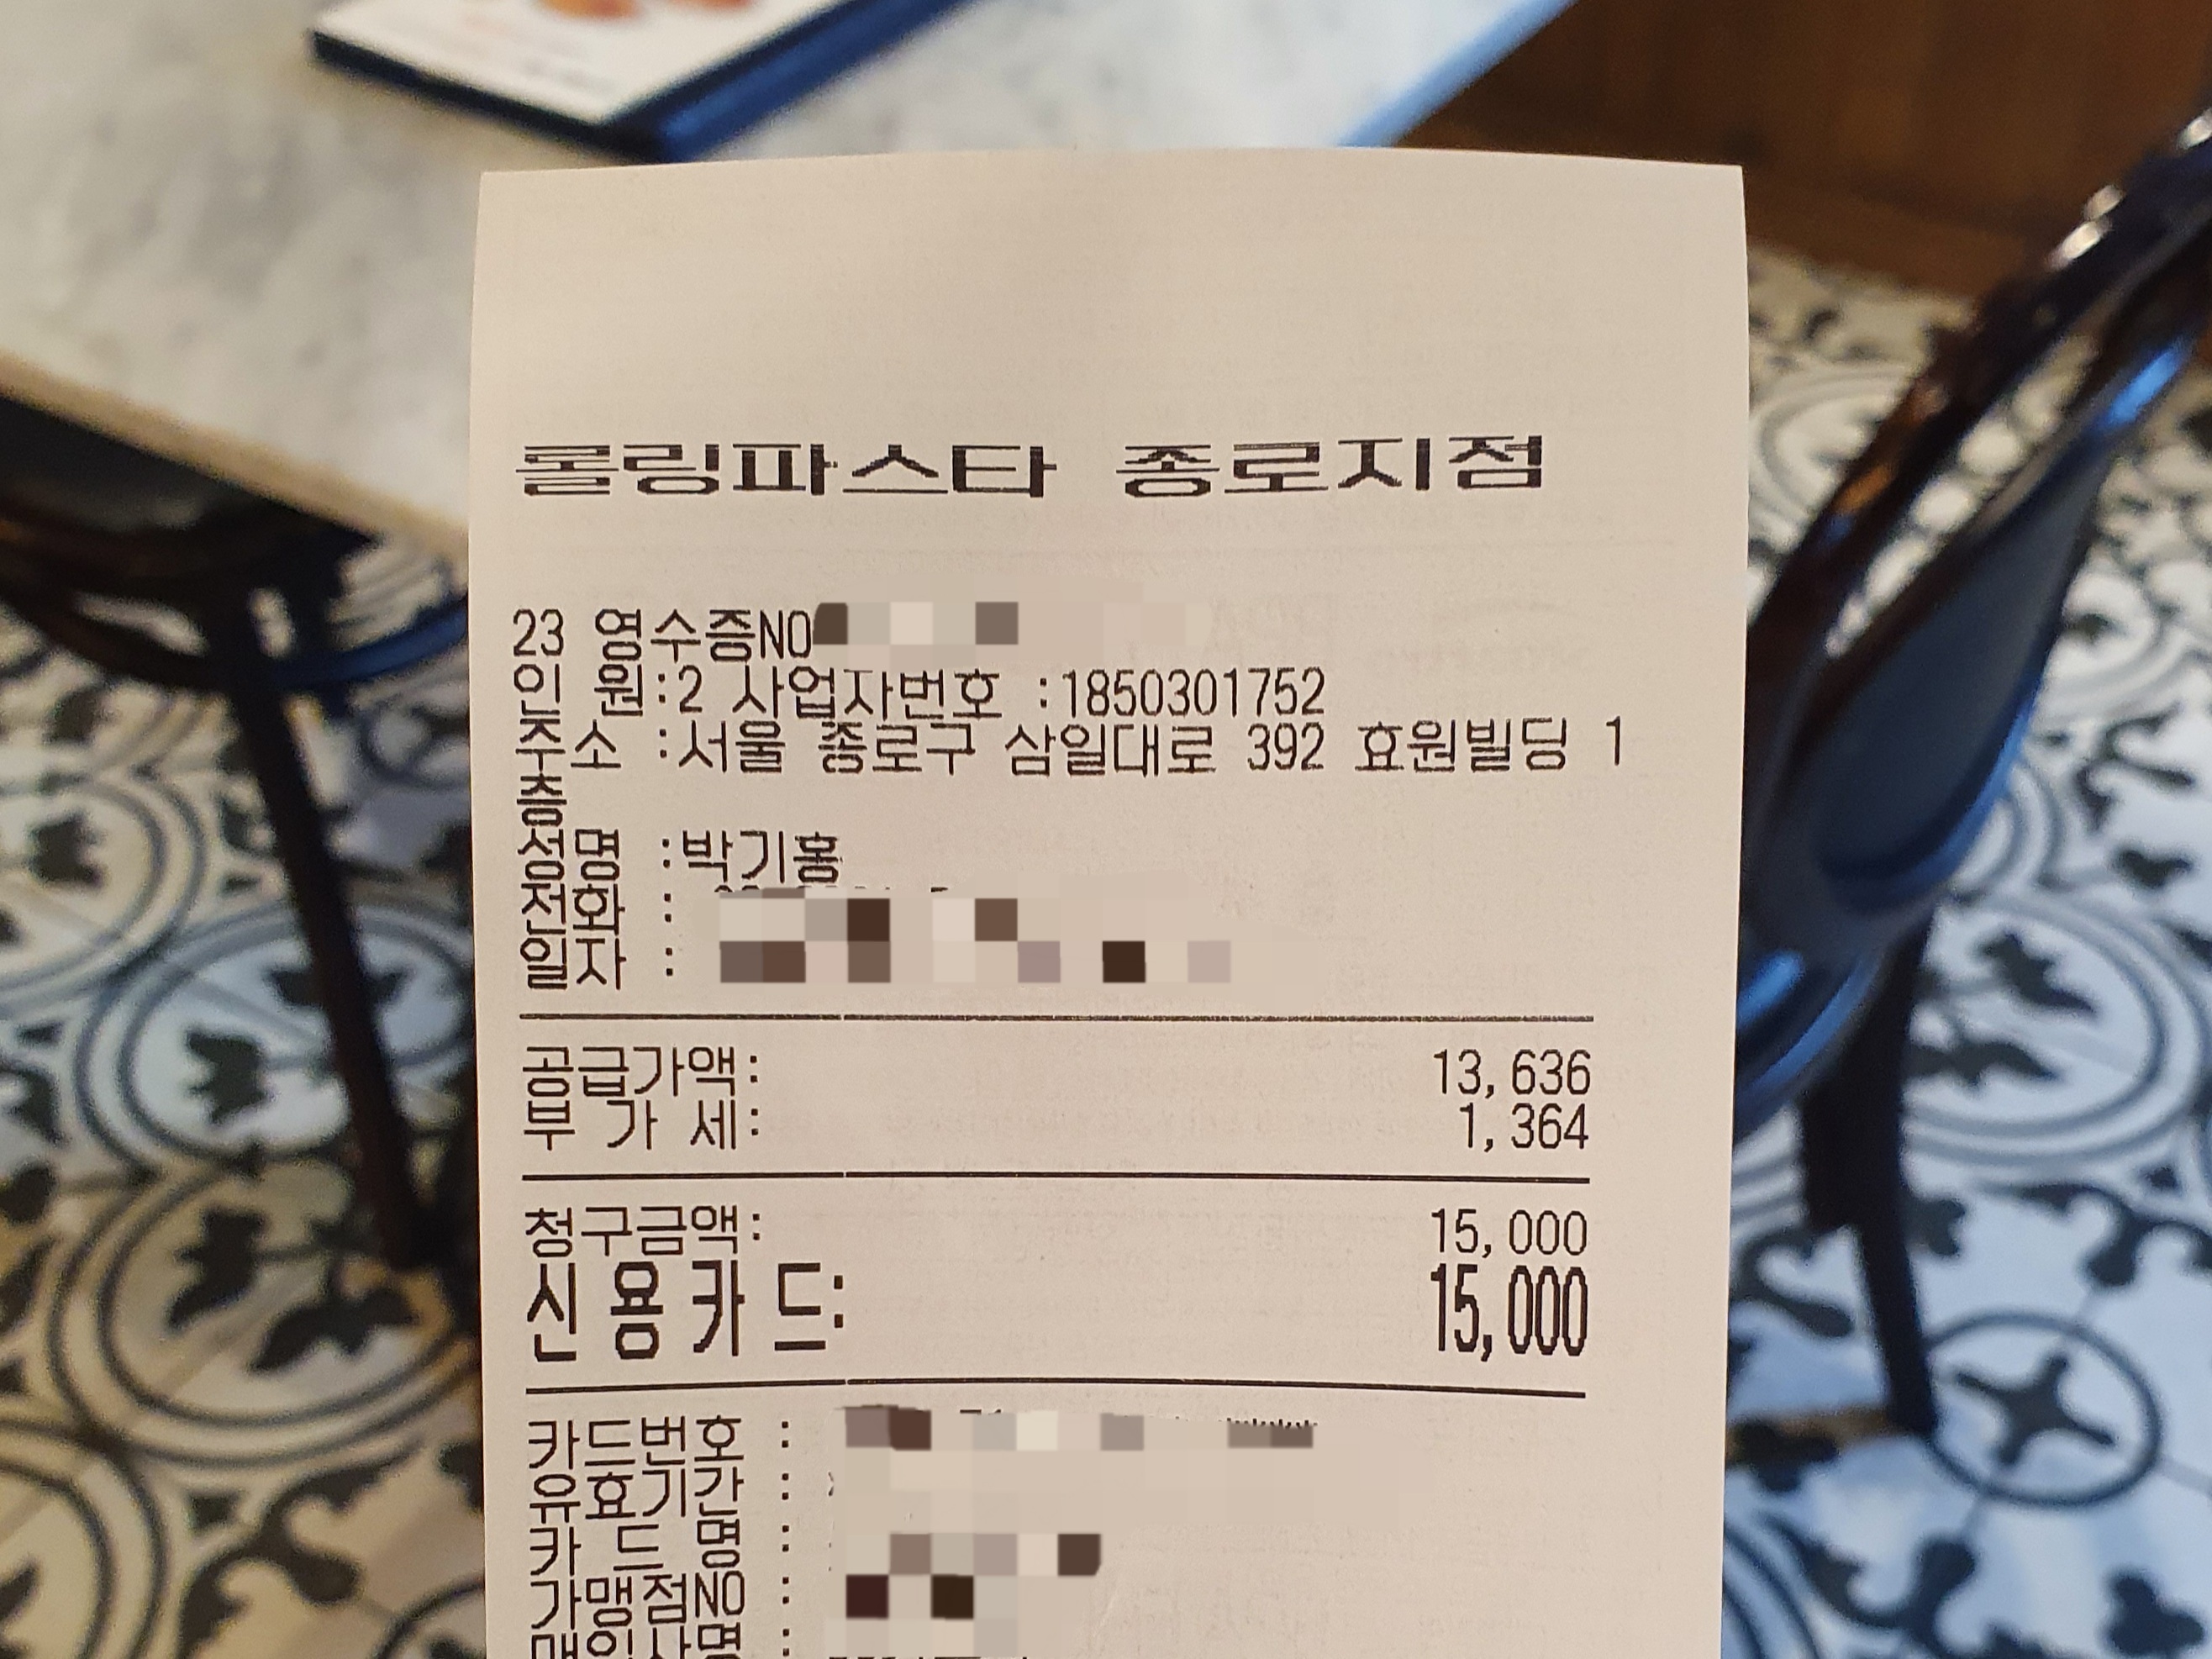 롤링파스타 종로지점
23 영수증NO
인 원:2 사업자번호 :1850301752
주 소 :서울 종로구 삼일대로 392 효원빌딩 1
층
성명 :박기홍
전화 :
일자 :
공급가액: 13,636
부 가 세: 1,364
청구금액: 15,000
신용카드: 15,000
카드번호 :
유효기간 :
카 드 명 :
가맹점NO :
매입사명 :